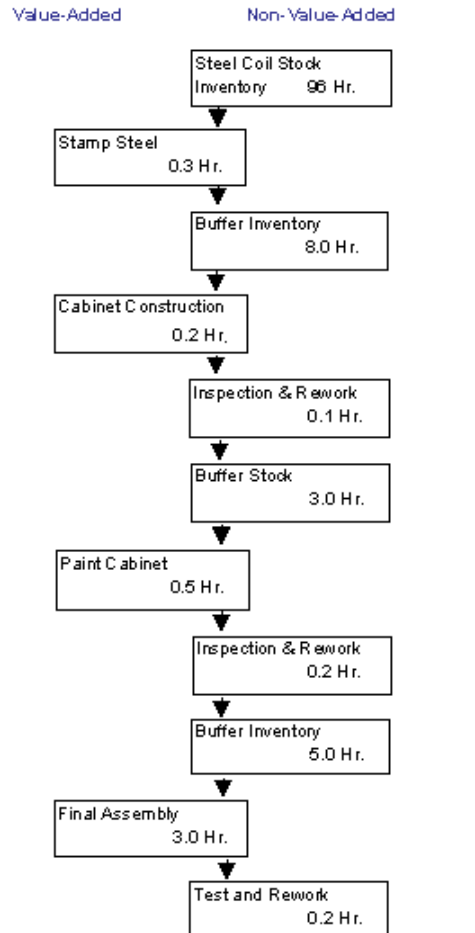 Value-Added Non-Value-Added
Steel Coil Stock
Inventory 96 Hr.
Stamp Steel
0.3 Hr.
Buffer Inventory
8.0 Hr.
Cabinet Construction
0.2 Hr.
Inspection & Rework
0.1 Hr.
Buffer Stock
3.0 Hr.
Paint Cabinet
0.5 Hr.
Inspection & Rework
0.2 Hr.
Buffer Inventory
5.0 Hr.
Final Assembly
3.0 Hr.
Test and Rework
0.2 Hr.